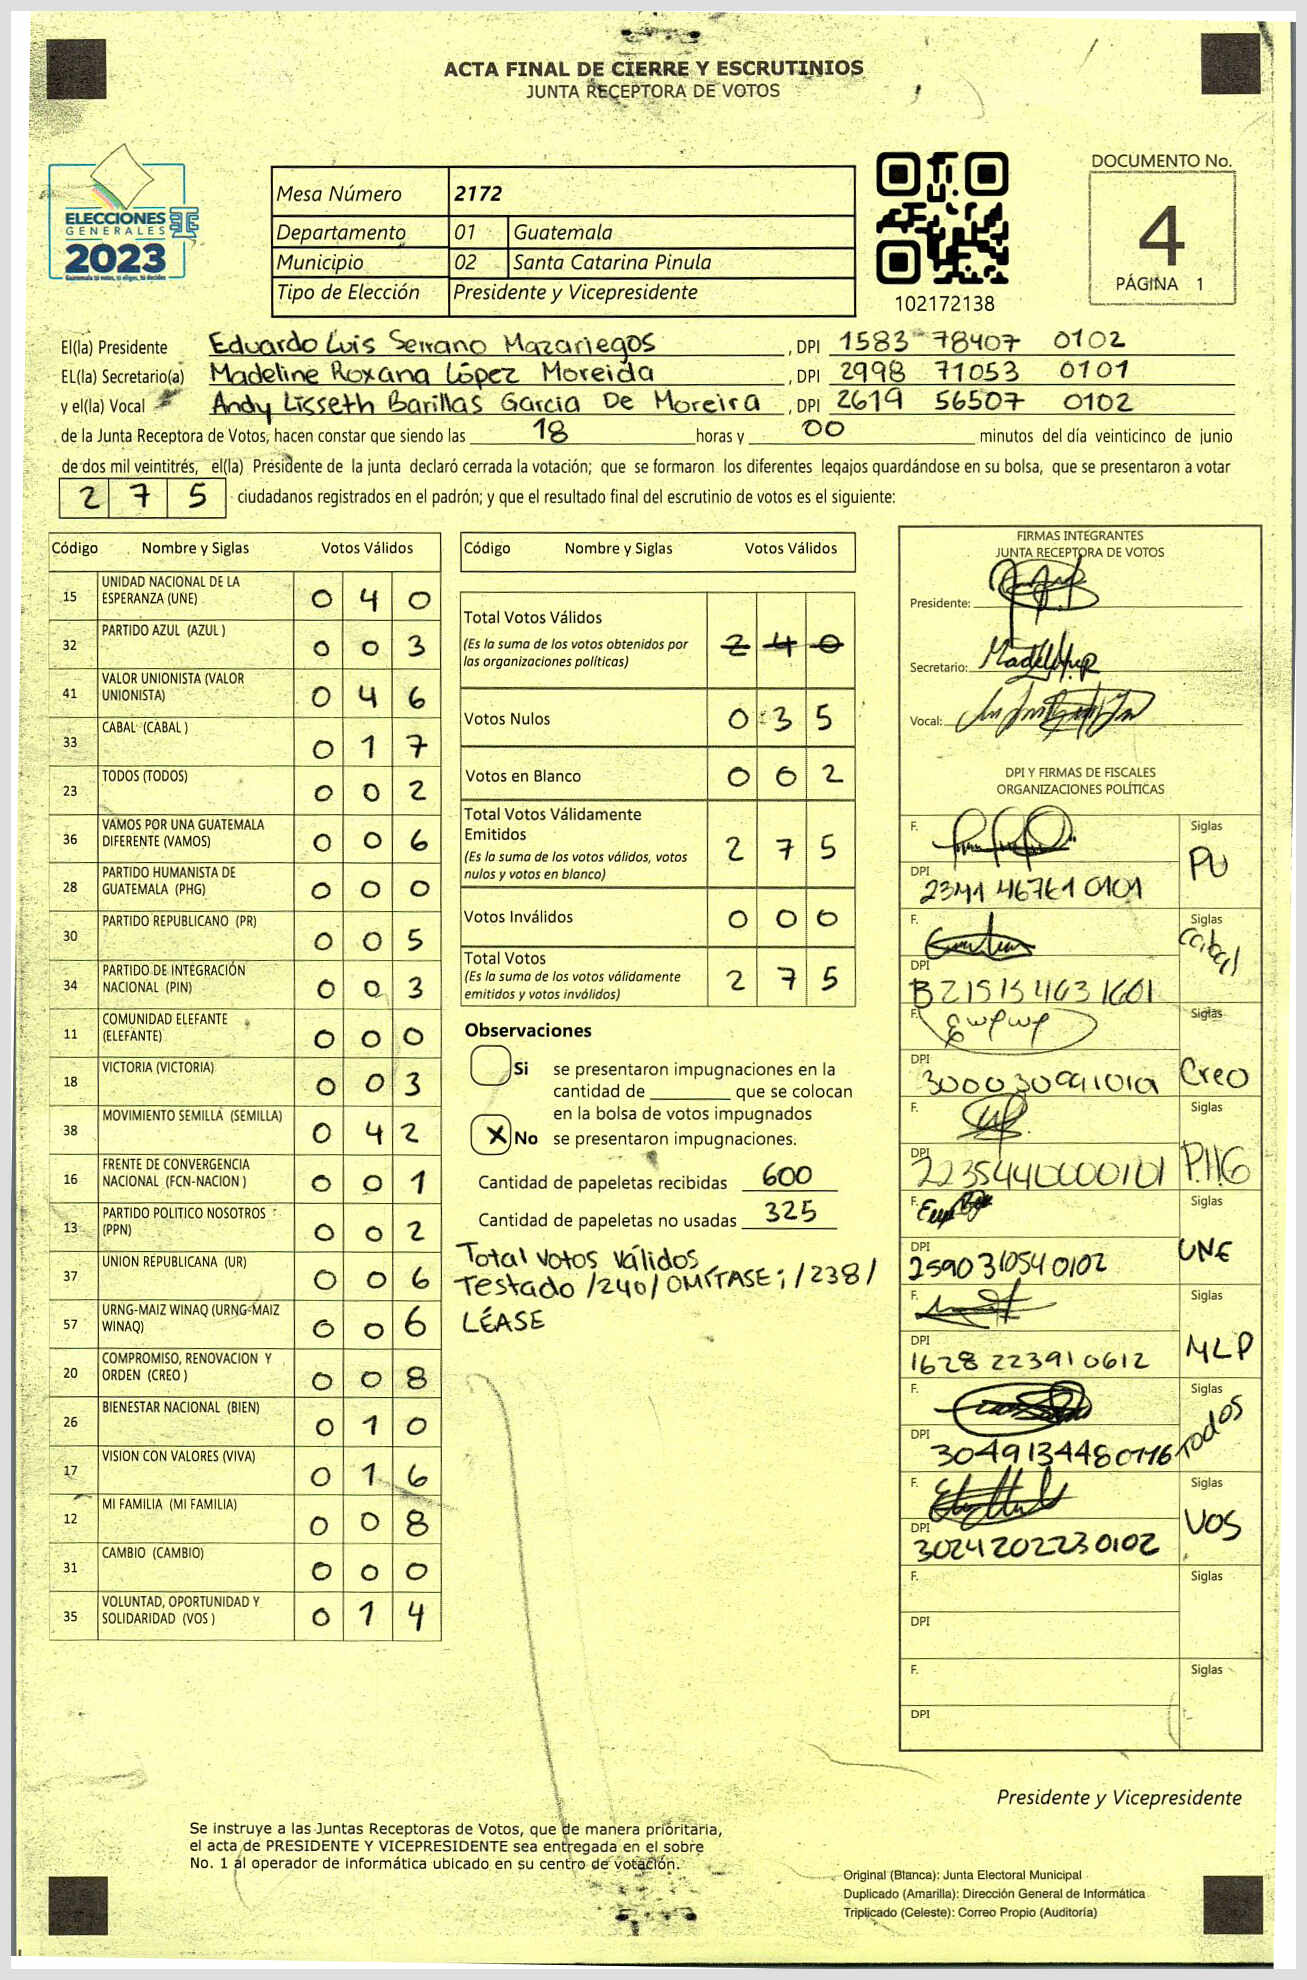 ACTA FINAL DE CIERRE Y ESCRUTINIOS
JUNTA RECEPTORA DE VOTOS
ELECCIONES
GENERALES
2023
Guatemala tú votas, tú eliges, tú decides
Mesa Número 2172
Departamento 01 Guatemala
Municipio 02 Santa Catarina Pinula
Tipo de Elección Presidente y Vicepresidente
102172138
DOCUMENTO No.
4
PÁGINA 1
El(la) Presidente Eduardo Luis Serrano Mazariegos , DPI 1583 78407 0102
EL(la) Secretario(a) Madeline Roxana López Moreida , DPI 2998 71053 0101
y el(la) Vocal Andy Lisseth Barillas Garcia De Moreira , DPI 2619 56507 0102
de la Junta Receptora de Votos, hacen constar que siendo las 18 horas y 00 minutos del día veinticinco de junio
de dos mil veintitrés, el(la) Presidente de la junta declaró cerrada la votación; que se formaron los diferentes legajos quardándose en su bolsa, que se presentaron a votar
2 7 5 ciudadanos registrados en el padrón; y que el resultado final del escrutinio de votos es el siguiente:
Código Nombre y Siglas Votos Válidos
15 UNIDAD NACIONAL DE LA ESPERANZA (UNE) 0 4 0
32 PARTIDO AZUL (AZUL ) 0 0 3
41 VALOR UNIONISTA (VALOR UNIONISTA) 0 4 6
33 CABAL (CABAL ) 0 1 7
23 TODOS (TODOS) 0 0 2
36 VAMOS POR UNA GUATEMALA DIFERENTE (VAMOS) 0 0 6
28 PARTIDO HUMANISTA DE GUATEMALA (PHG) 0 0 0
30 PARTIDO REPUBLICANO (PR) 0 0 5
34 PARTIDO DE INTEGRACIÓN NACIONAL (PIN) 0 0 3
11 COMUNIDAD ELEFANTE (ELEFANTE) 0 0 0
18 VICTORIA (VICTORIA) 0 0 3
38 MOVIMIENTO SEMILLA (SEMILLA) 0 4 2
16 FRENTE DE CONVERGENCIA NACIONAL (FCN-NACION ) 0 0 1
13 PARTIDO POLITICO NOSOTROS (PPN) 0 0 2
37 UNION REPUBLICANA (UR) 0 0 6
57 URNG-MAIZ WINAQ (URNG-MAIZ WINAQ) 0 0 6
20 COMPROMISO, RENOVACION Y ORDEN (CREO ) 0 0 8
26 BIENESTAR NACIONAL (BIEN) 0 1 0
17 VISION CON VALORES (VIVA) 0 1 6
12 MI FAMILIA (MI FAMILIA) 0 0 8
31 CAMBIO (CAMBIO) 0 0 0
35 VOLUNTAD, OPORTUNIDAD Y SOLIDARIDAD (VOS ) 0 1 4
Código Nombre y Siglas Votos Válidos
Total Votos Válidos
(Es la suma de los votos obtenidos por
las organizaciones políticas) 2 4 0
Votos Nulos 0 3 5
Votos en Blanco 0 0 2
Total Votos Válidamente
Emitidos
(Es la suma de los votos válidos, votos
nulos y votos en blanco) 2 7 5
Votos Inválidos 0 0 0
Total Votos
(Es la suma de los votos válidamente
emitidos y votos inválidos) 2 7 5
Observaciones
Si se presentaron impugnaciones en la
cantidad de ________ que se colocan
en la bolsa de votos impugnados
X No se presentaron impugnaciones.
Cantidad de papeletas recibidas 600
Cantidad de papeletas no usadas 325
Total votos válidos
Testado /240/ OMÍTASE; /238/
LÉASE
FIRMAS INTEGRANTES
JUNTA RECEPTORA DE VOTOS
Presidente:
Secretario:
Vocal:
DPI Y FIRMAS DE FISCALES
ORGANIZACIONES POLÍTICAS
F. Siglas PU
DPI 2341 46761 0101
F. Siglas Cabal
DPI
F. Siglas Creo
DPI
F. Siglas P.H.G
DPI 2235440000101
F. Siglas UNE
DPI 2590310540102
F. Siglas MLP
DPI 1628 22391 0612
F. Siglas Todos
DPI
F. Siglas VOS
DPI 3024202230102
F. Siglas
DPI
F. Siglas
DPI
Presidente y Vicepresidente
Se instruye a las Juntas Receptoras de Votos, que de manera prioritaria,
el acta de PRESIDENTE Y VICEPRESIDENTE sea entregada en el sobre
No. 1 al operador de informática ubicado en su centro de votación.
Original (Blanca): Junta Electoral Municipal
Duplicado (Amarilla): Dirección General de Informática
Triplicado (Celeste): Correo Propio (Auditoría)